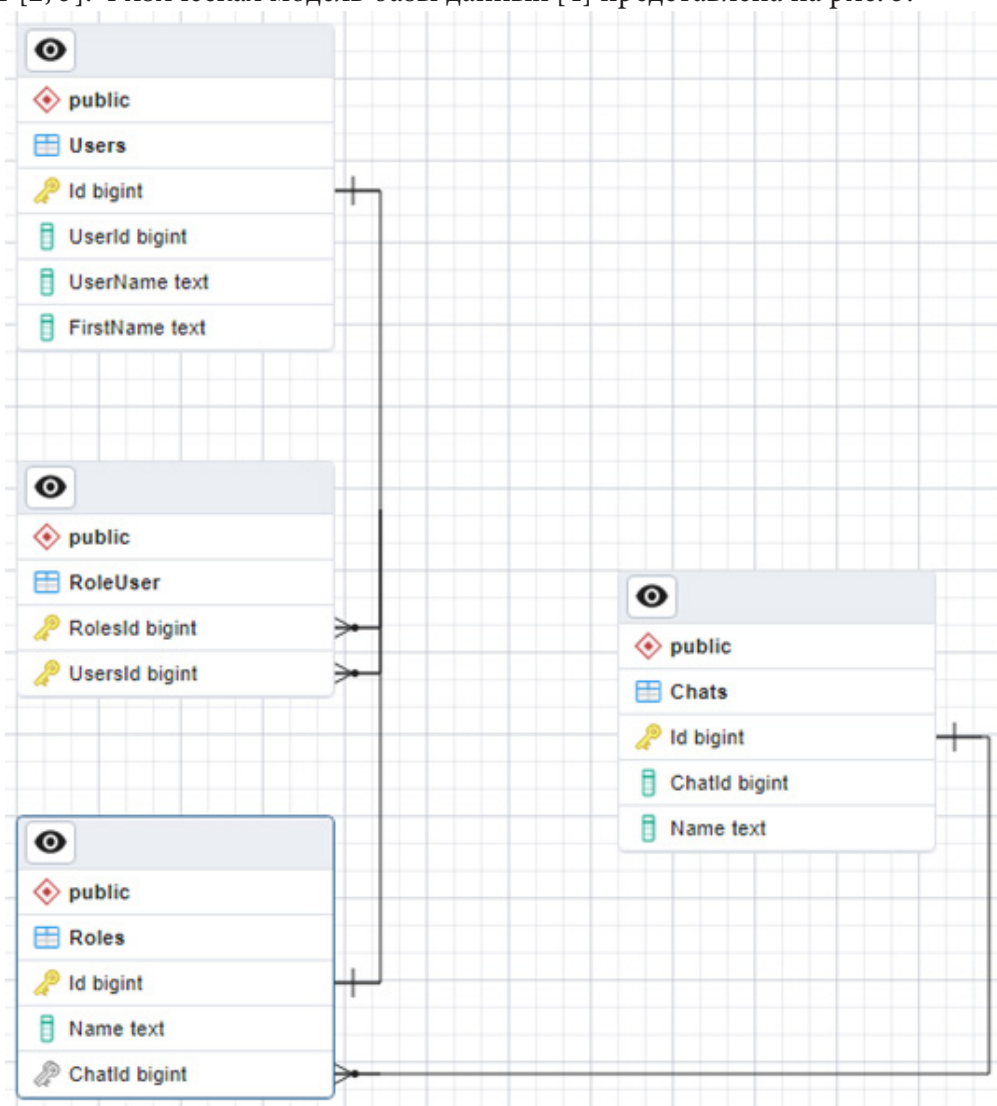 public
Users
Id bigint
UserId bigint
UserName text
FirstName text
public
RoleUser
RolesId bigint
UsersId bigint
public
Chats
Id bigint
ChatId bigint
Name text
public
Roles
Id bigint
Name text
ChatId bigint